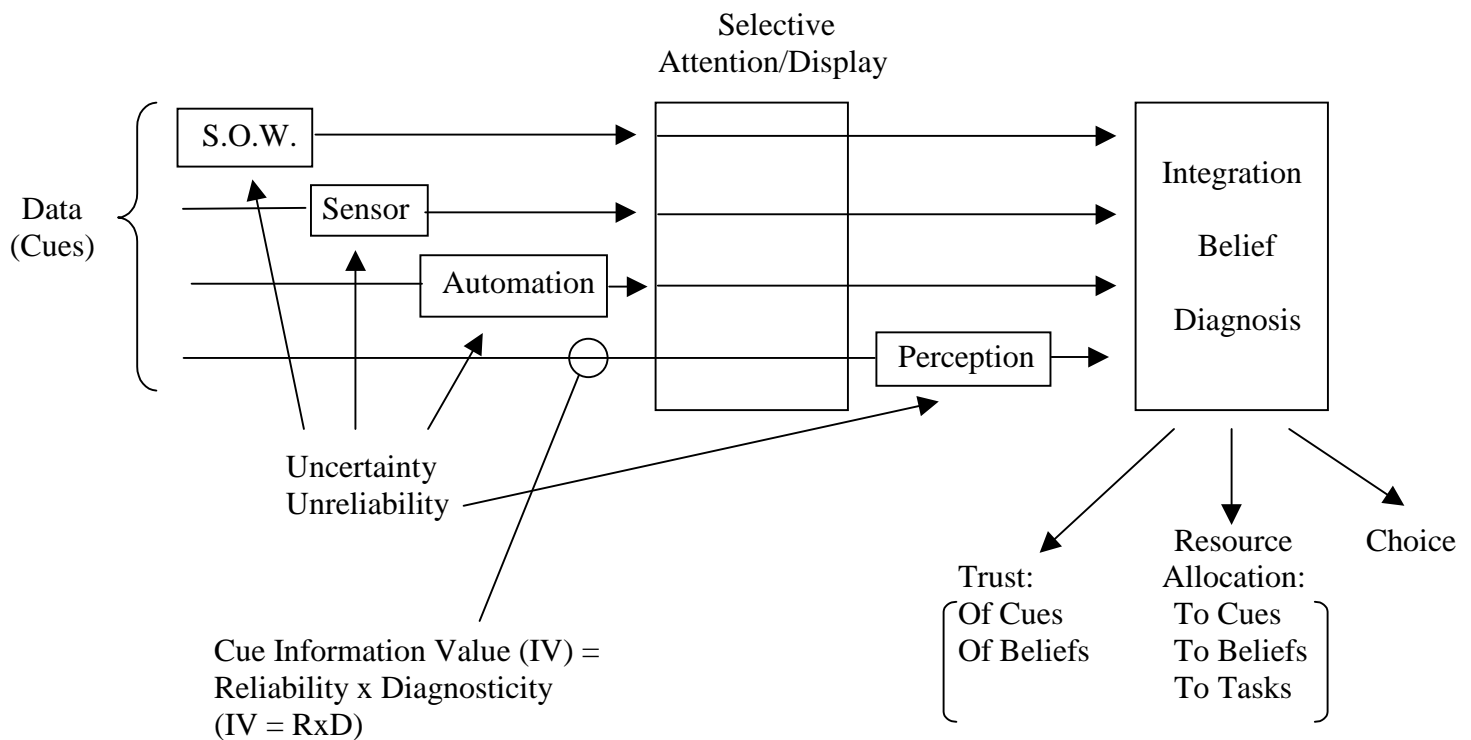 Selective
Attention/Display
Data
(Cues)
S.O.W.
Sensor
Automation
Perception
Integration
Belief
Diagnosis
Uncertainty
Unreliability
Cue Information Value (IV) =
Reliability x Diagnosticity
(IV = RxD)
Trust:
Of Cues
Of Beliefs
Resource
Allocation:
To Cues
To Beliefs
To Tasks
Choice